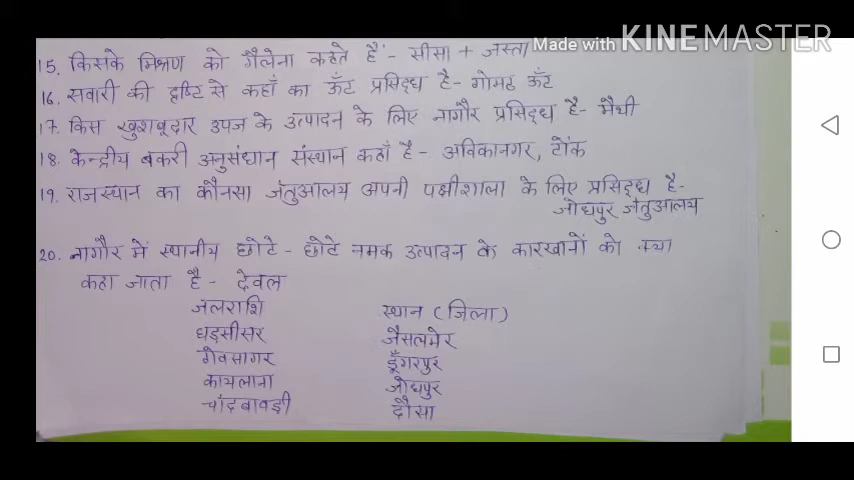 Made with KINEMASTER
15. किसके मिश्रण को गैलेना कहते हैं - सीसा + जस्ता
16. सवारी की दृष्टि से कहाँ का ऊँट प्रसिद्ध है - गोमठ ऊँट
17. किस खुशबूदार उपज के उत्पादन के लिए नागौर प्रसिद्ध है - मैथी
18. केन्द्रीय बकरी अनुसंधान संस्थान कहाँ है - अविकानगर, टोंक
19. राजस्थान का कौनसा जंतुआलय अपनी पक्षीशाला के लिए प्रसिद्ध है -
जोधपुर जंतुआलय
20. नागौर में स्थानीय छोटे - छोटे नमक उत्पादन के कारखानों को क्या
कहा जाता है - देवल
जलराशि स्थान (जिला)
घड़सीसर जैसलमेर
गेवसागर डूँगरपुर
कायलाना जोधपुर
चांदबावड़ी दौसा